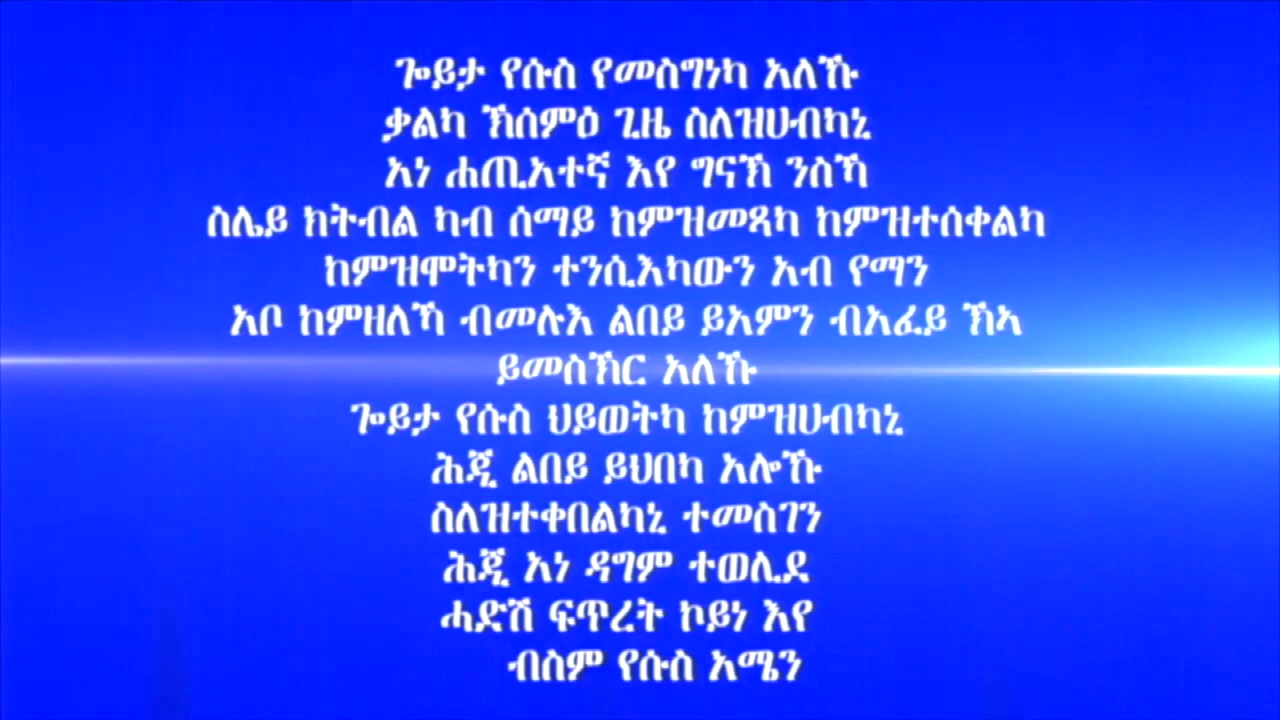 ጐይታ የሱስ የመስግነካ አለኹ
ቃልካ ኽሰምዕ ጊዜ ስለዝሀብካኒ
አነ ሐጢአተኛ እየ ግናኽ ንስኻ
ስሌይ ክትብል ካብ ሰማይ ከምዝመጻካ ከምዝተሰቀልካ
ከምዝሞትካን ተንሲእካውን አብ የማን
አቦ ከምዘለኻ ብመሉእ ልበይ ይአምን ብአፈይ ኽኣ
ይመስኽር አለኹ
ጐይታ የሱስ ህይወትካ ከምዝሀብካኒ
ሕጂ ልበይ ይህበካ አሎኹ
ስለዝተቀበልካኒ ተመስገን
ሕጂ አነ ዳግም ተወሊደ
ሓድሽ ፍጥረት ኮይነ እየ
ብስም የሱስ አሜን